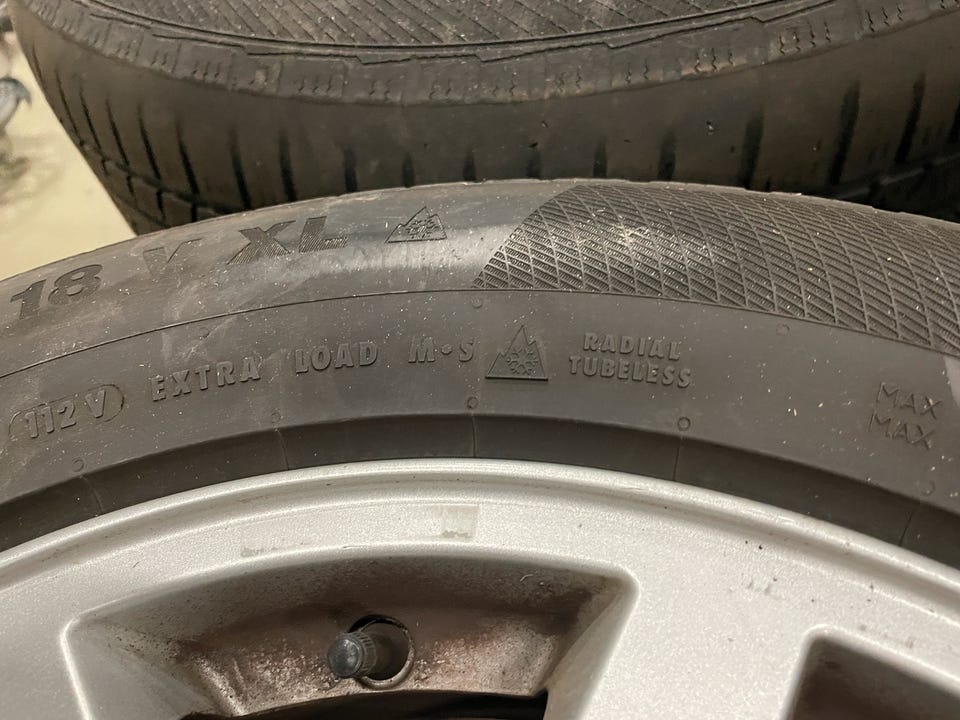 18 V XL
112 V EXTRA LOAD M•S RADIAL
TUBELESS
MAX
MAX